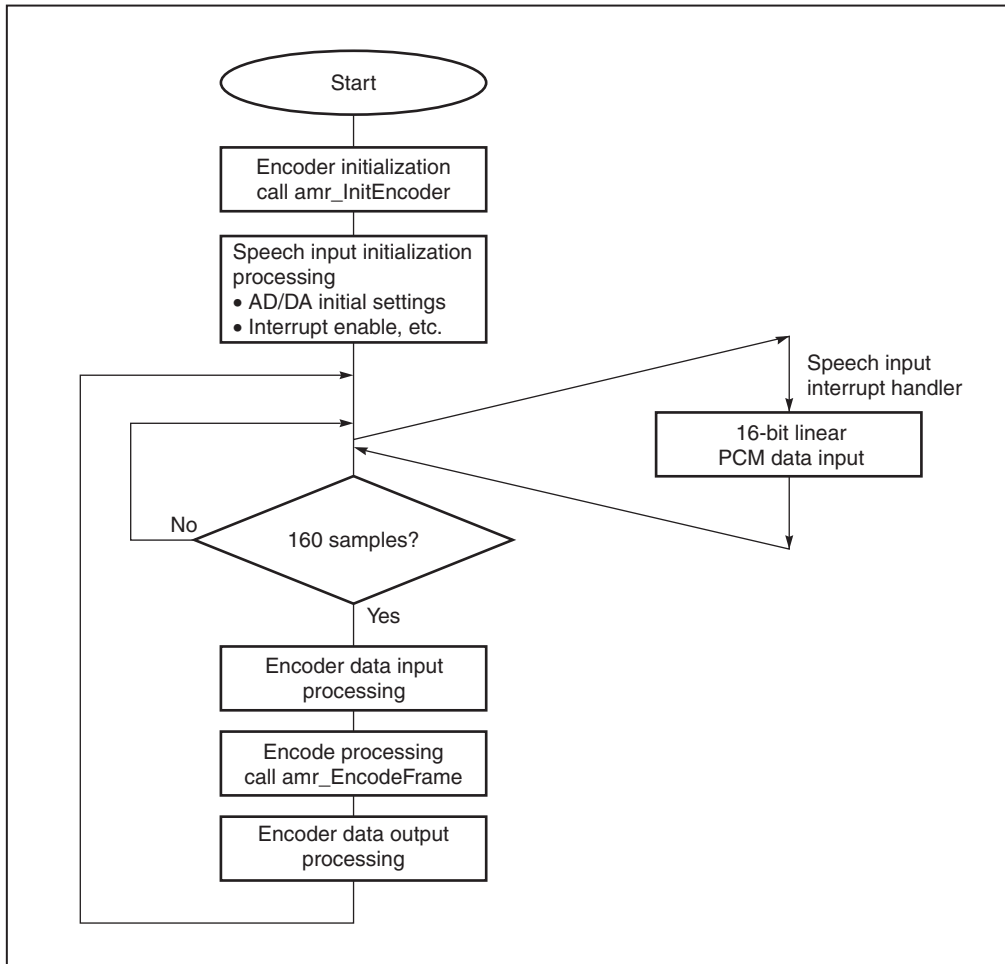 Start
Encoder initialization
call amr_InitEncoder
Speech input initialization
processing
• AD/DA initial settings
• Interrupt enable, etc.
Speech input
interrupt handler
16-bit linear
PCM data input
No
160 samples?
Yes
Encoder data input
processing
Encode processing
call amr_EncodeFrame
Encoder data output
processing